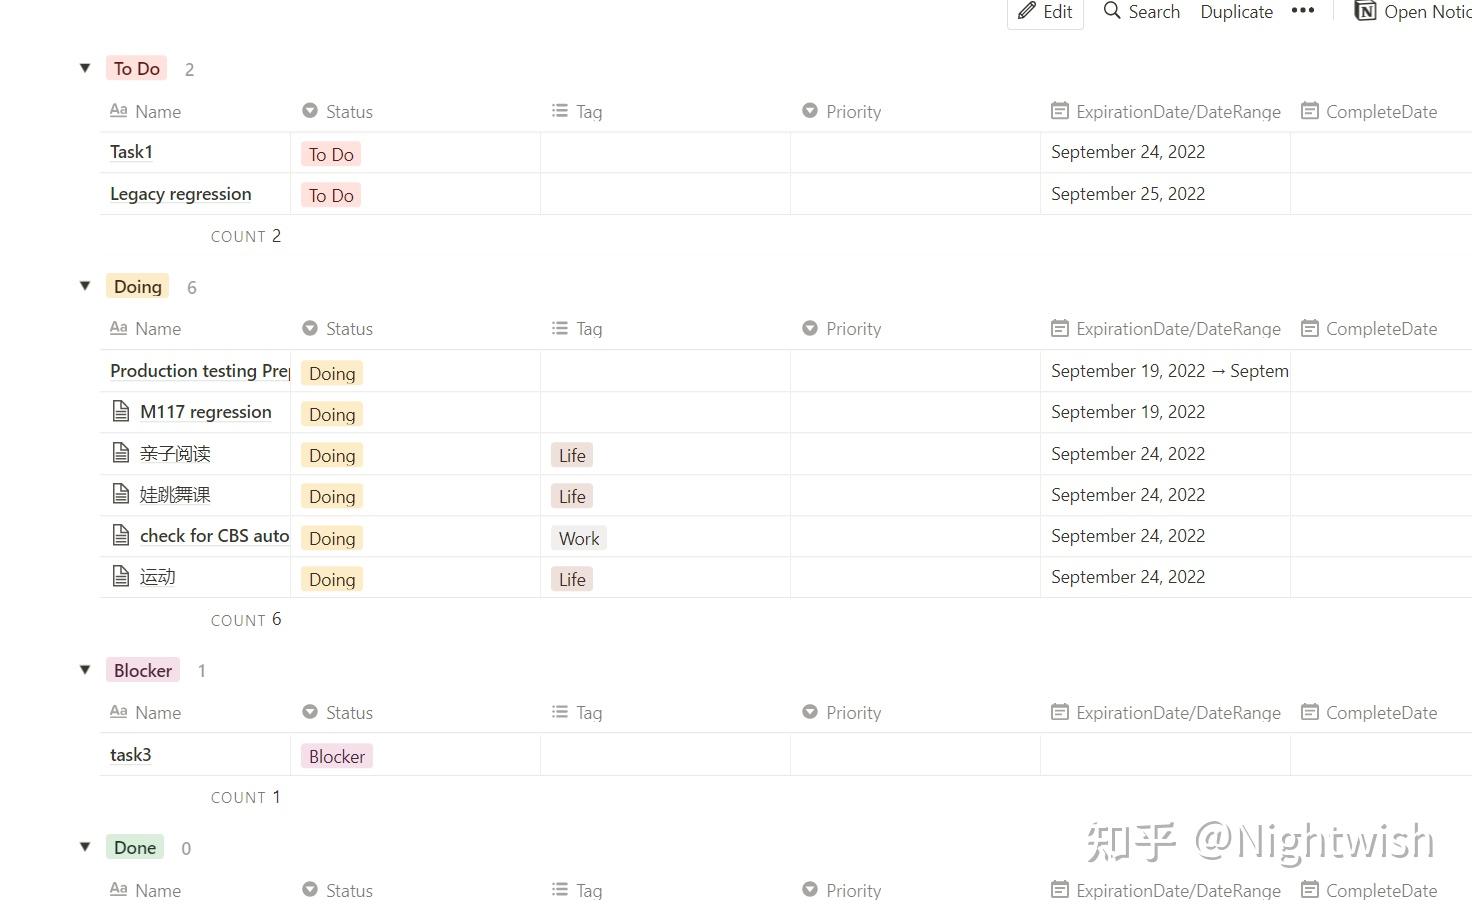 Edit Search Duplicate ••• Open Notic
To Do 2
Aa Name Status Tag Priority ExpirationDate/DateRange CompleteDate
Task1 To Do September 24, 2022
Legacy regression To Do September 25, 2022
COUNT 2
Doing 6
Aa Name Status Tag Priority ExpirationDate/DateRange CompleteDate
Production testing Prep Doing September 19, 2022 → Septem
M117 regression Doing September 19, 2022
亲子阅读 Doing Life September 24, 2022
娃跳舞课 Doing Life September 24, 2022
check for CBS auto Doing Work September 24, 2022
运动 Doing Life September 24, 2022
COUNT 6
Blocker 1
Aa Name Status Tag Priority ExpirationDate/DateRange CompleteDate
task3 Blocker
COUNT 1
Done 0
Aa Name Status Tag Priority ExpirationDate/DateRange CompleteDate
知乎 @Nightwish